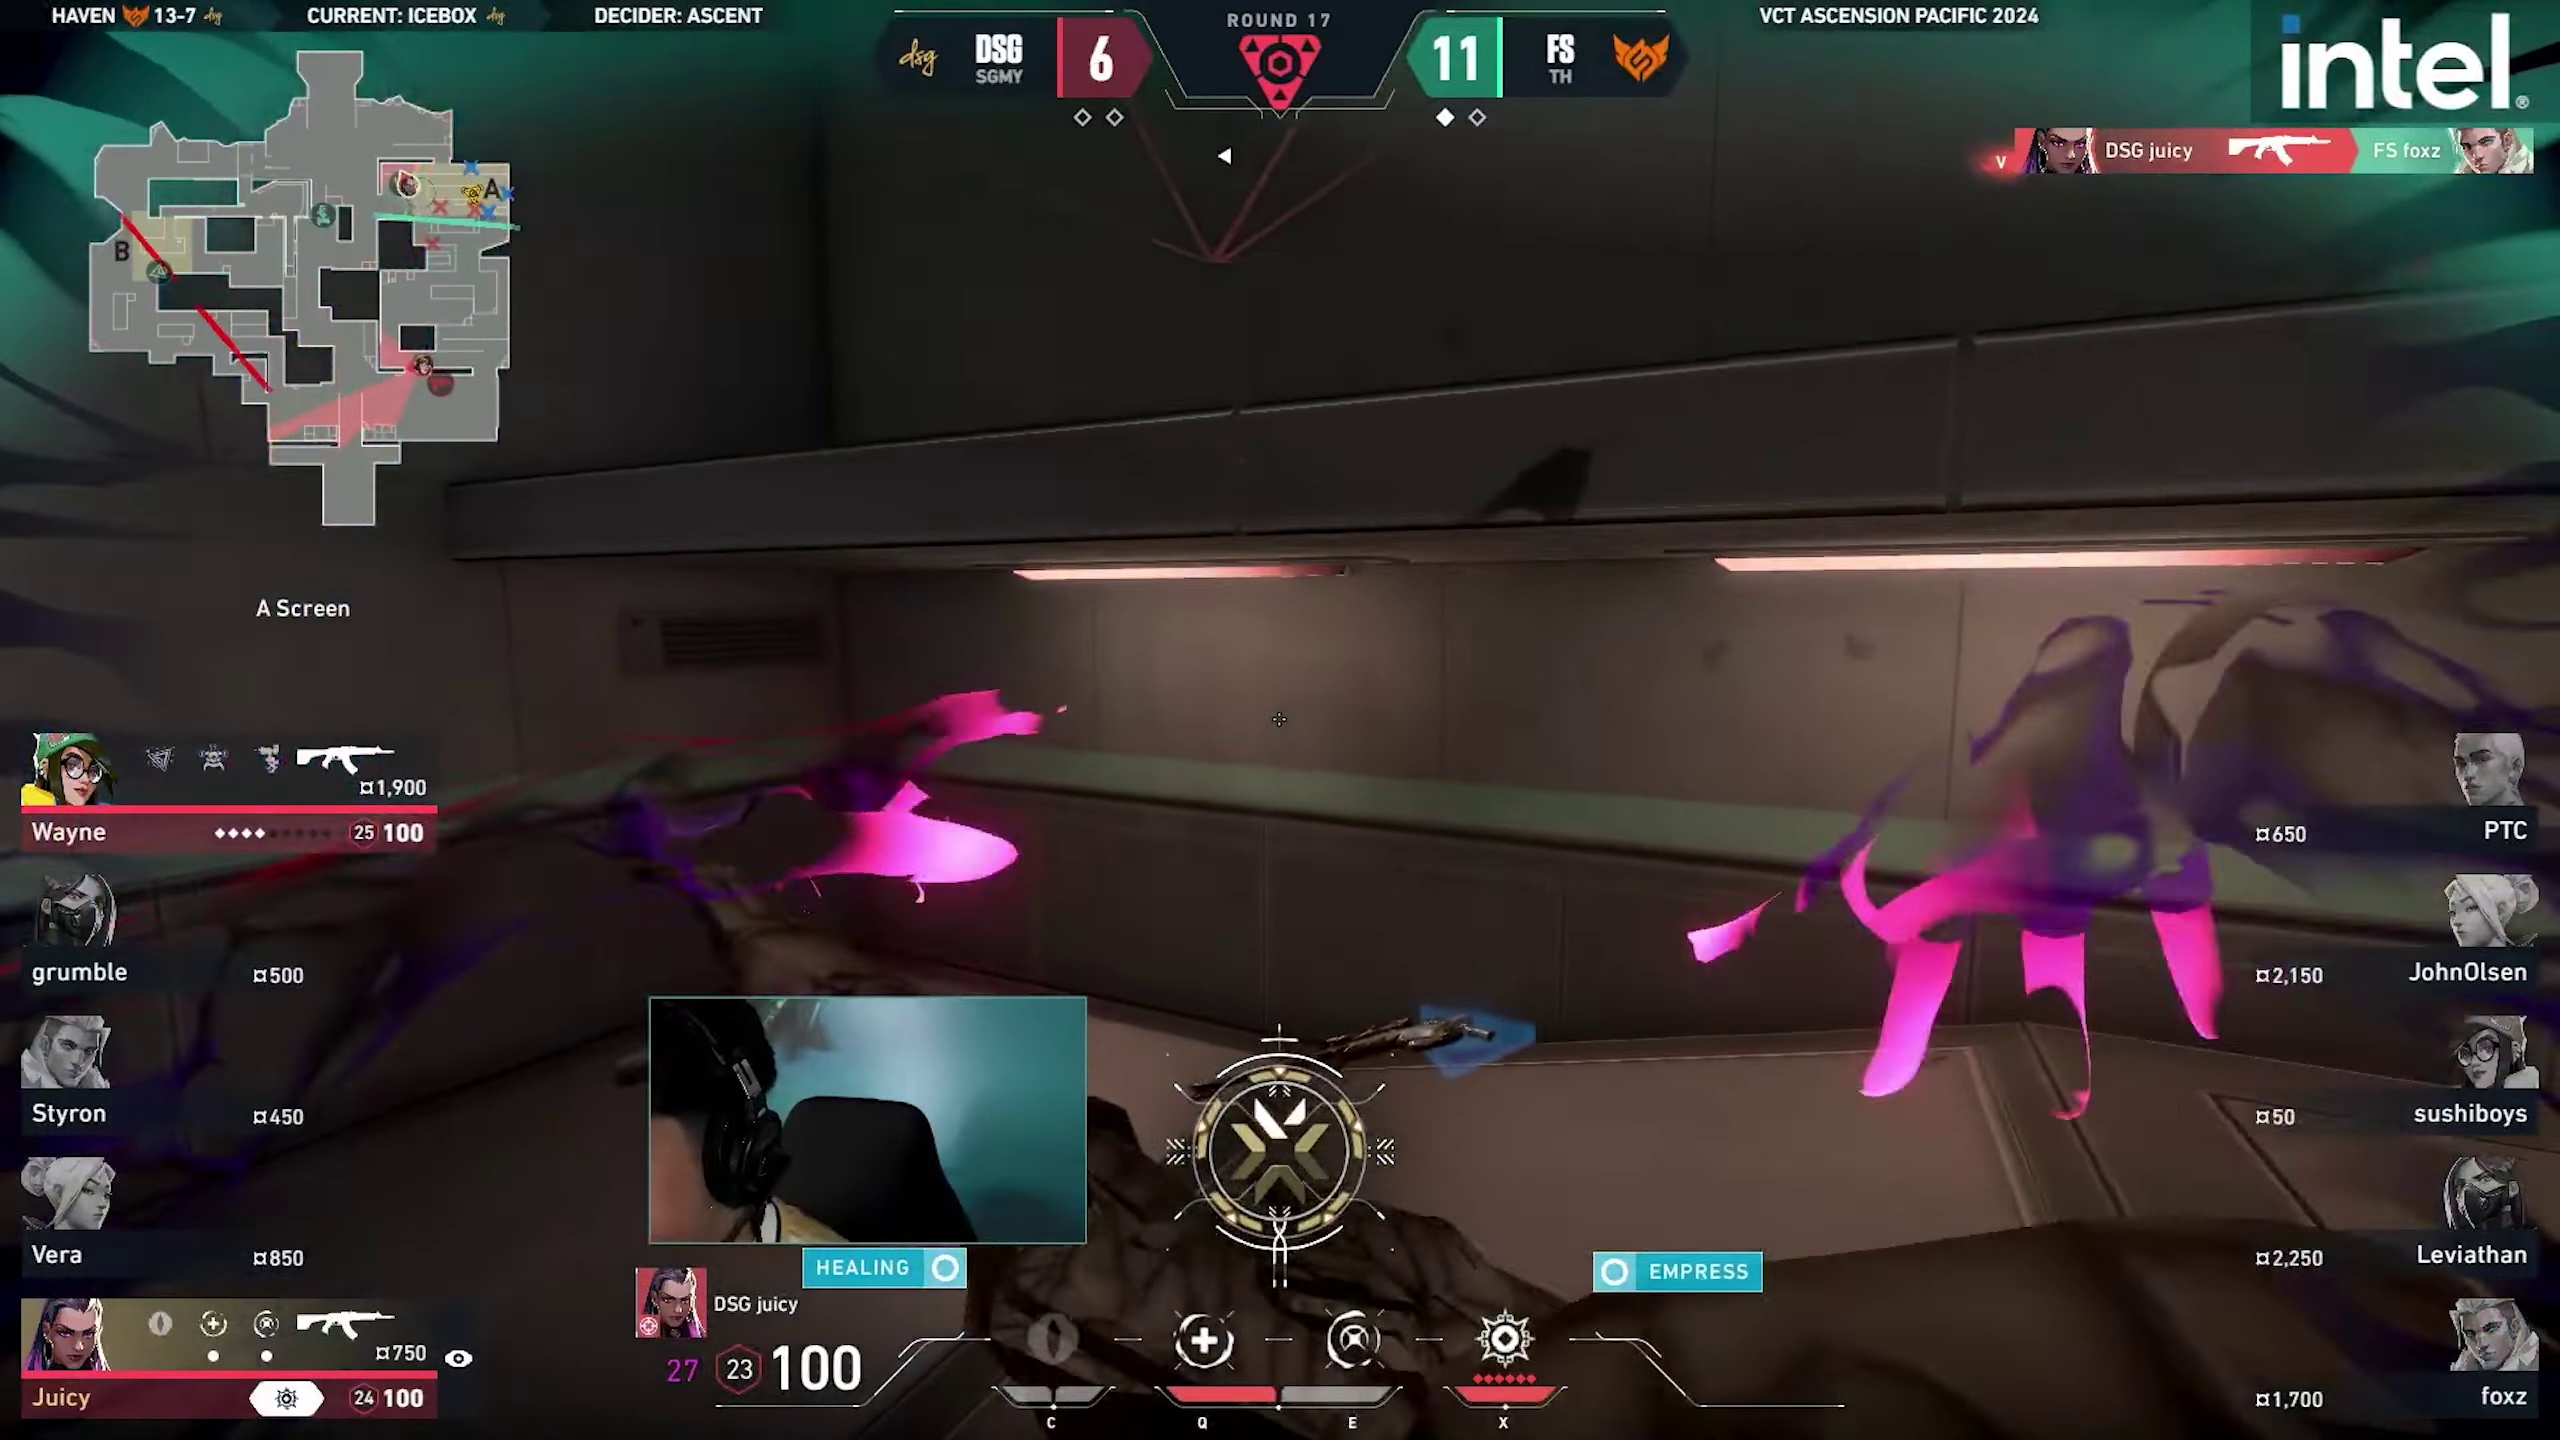 HAVEN 13-7 dsg
CURRENT: ICEBOX dsg
DECIDER: ASCENT
dsg DSG 6
SGMY
ROUND 17
11 FS
TH
VCT ASCENSION PACIFIC 2024
intel®
V DSG juicy FS foxz
A
B
A Screen
¤1,900
Wayne 25 100
grumble ¤500
Styron ¤450
Vera ¤850
¤750
Juicy 24 100
HEALING
DSG juicy
27 23 100
EMPRESS
C Q E X
¤650 PTC
¤2,150 JohnOlsen
¤50 sushiboys
¤2,250 Leviathan
¤1,700 foxz